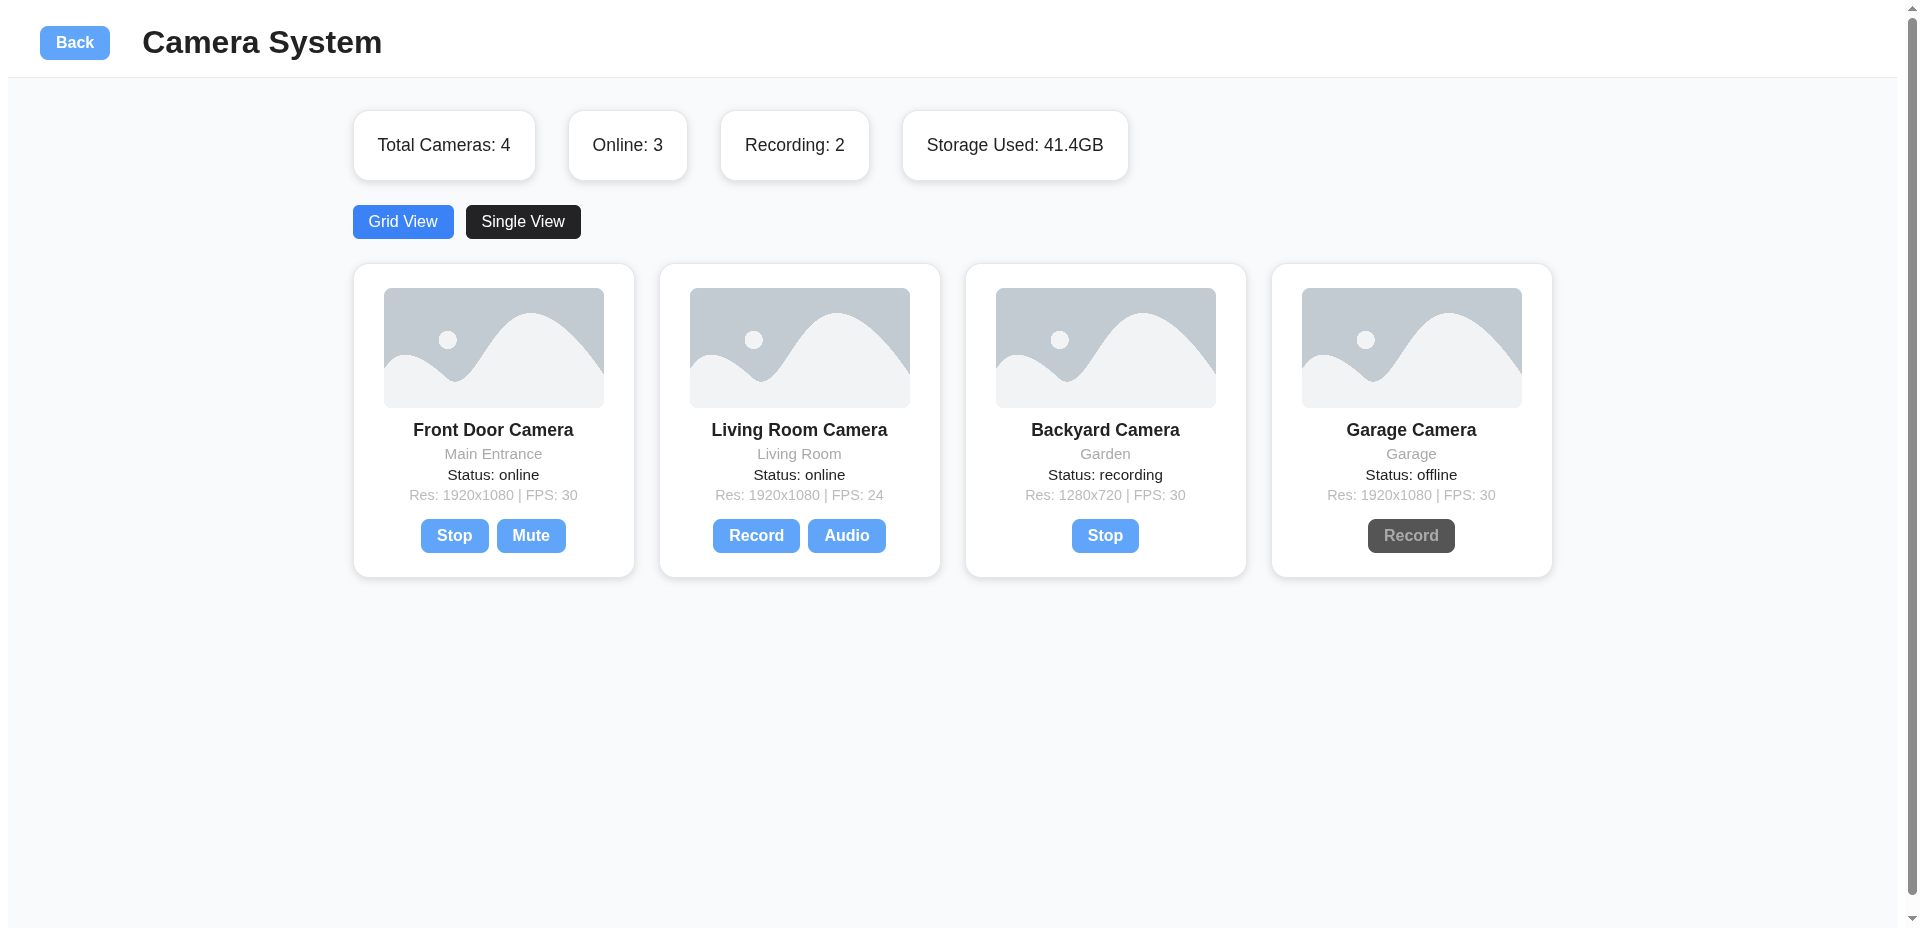 Back
Camera System
Total Cameras: 4
Online: 3
Recording: 2
Storage Used: 41.4GB
Grid View
Single View
Front Door Camera
Main Entrance
Status: online
Res: 1920x1080 | FPS: 30
Stop
Mute
Living Room Camera
Living Room
Status: online
Res: 1920x1080 | FPS: 24
Record
Audio
Backyard Camera
Garden
Status: recording
Res: 1280x720 | FPS: 30
Stop
Garage Camera
Garage
Status: offline
Res: 1920x1080 | FPS: 30
Record